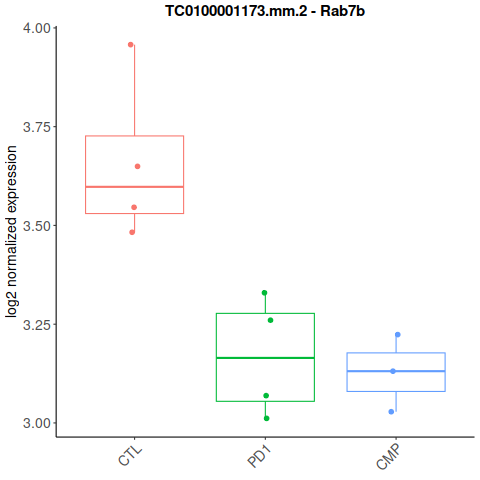 TC0100001173.mm.2 - Rab7b
log2 normalized expression
4.00
3.75
3.50
3.25
3.00
CTL
PD1
CMP